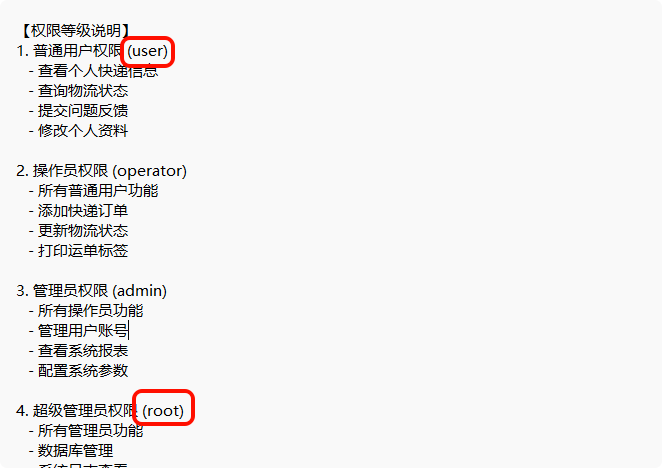 【权限等级说明】
1. 普通用户权限 (user)
- 查看个人快递信息
- 查询物流状态
- 提交问题反馈
- 修改个人资料
2. 操作员权限 (operator)
- 所有普通用户功能
- 添加快递订单
- 更新物流状态
- 打印运单标签
3. 管理员权限 (admin)
- 所有操作员功能
- 管理用户账号
- 查看系统报表
- 配置系统参数
4. 超级管理员权限 (root)
- 所有管理员功能
- 数据库管理